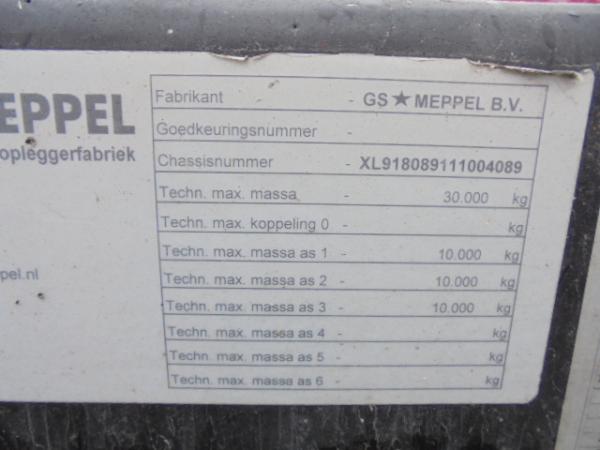 EPPEL
opleggerfabriek
pel.nl
Fabrikant - GS★MEPPEL B.V.
Goedkeuringsnummer -
Chassisnummer - XL918089111004089
Techn. max. massa - 30.000 kg
Techn. max. koppeling 0 - kg
Techn. max. massa as 1 - 10.000 kg
Techn. max. massa as 2 - 10.000 kg
Techn. max. massa as 3 - 10.000 kg
Techn. max. massa as 4 - kg
Techn. max. massa as 5 - kg
Techn. max. massa as 6 - kg